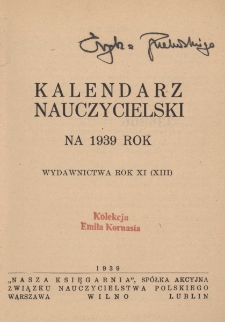 KALENDARZ
NAUCZYCIELSKI
NA 1939 ROK
WYDAWNICTWA ROK XI (XIII)
Kolekcja
Emila Kornasia
1939
„NASZA KSIĘGARNIA", SPÓŁKA AKCYJNA
ZWIĄZKU NAUCZYCIELSTWA POLSKIEGO
WARSZAWA WILNO LUBLIN